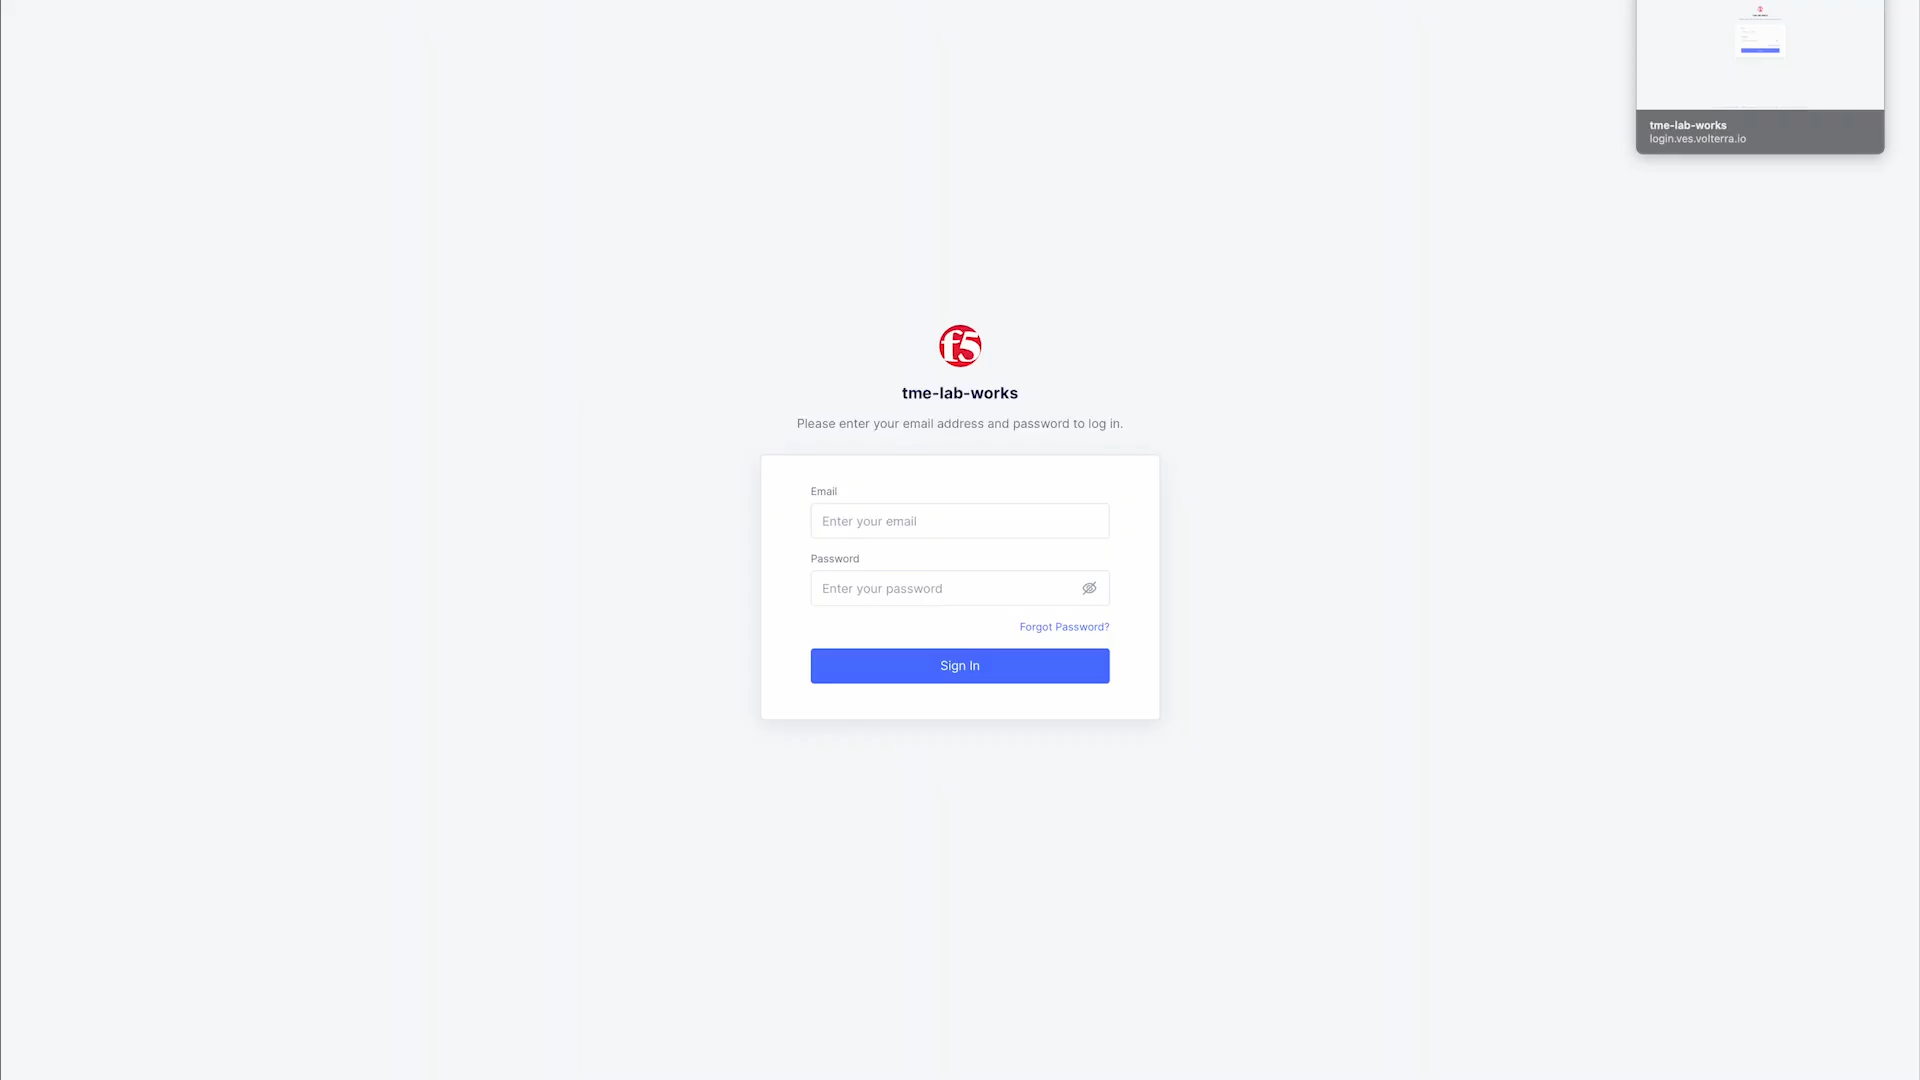 tme-lab-works
login.ves.volterra.io
f5
tme-lab-works
Please enter your email address and password to log in.
Email
Enter your email
Password
Enter your password
Forgot Password?
Sign In